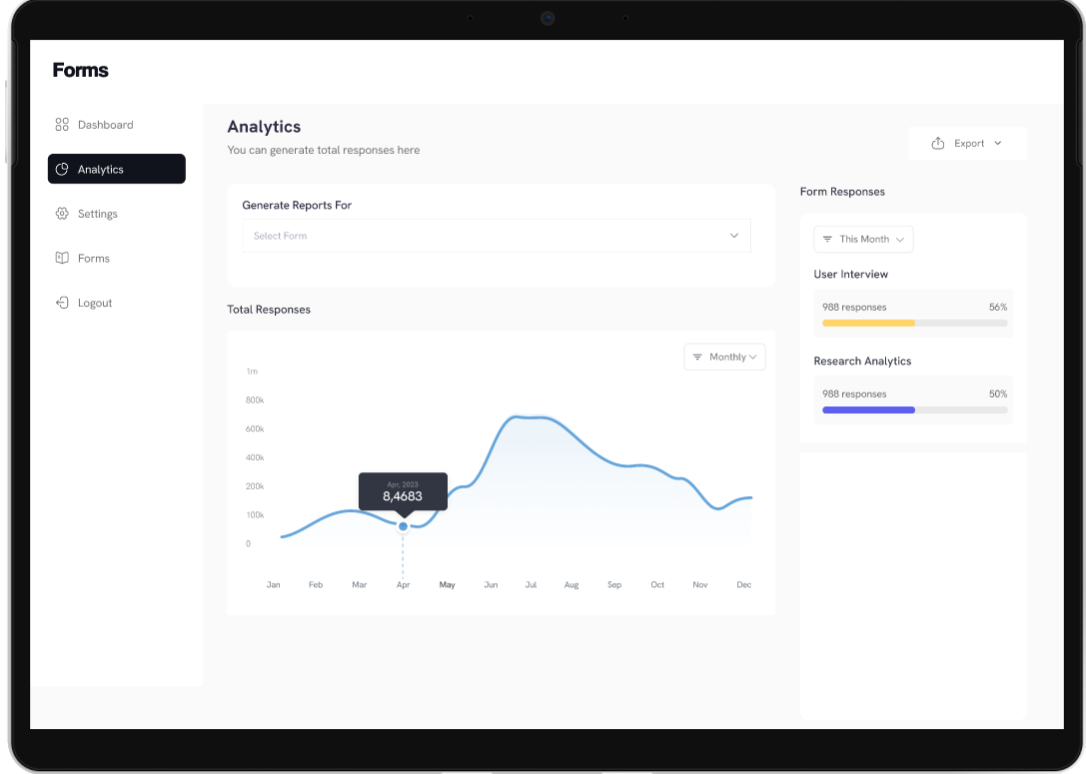 Forms
Dashboard
Analytics
Settings
Forms
Logout
Analytics
You can generate total responses here
Export
Generate Reports For
Select Form
Total Responses
Monthly
1m
800k
600k
400k
200k
100k
0
Apr, 2023
8,4683
Jan Feb Mar Apr May Jun Jul Aug Sep Oct Nov Dec
Form Responses
This Month
User Interview
988 responses 56%
Research Analytics
988 responses 50%